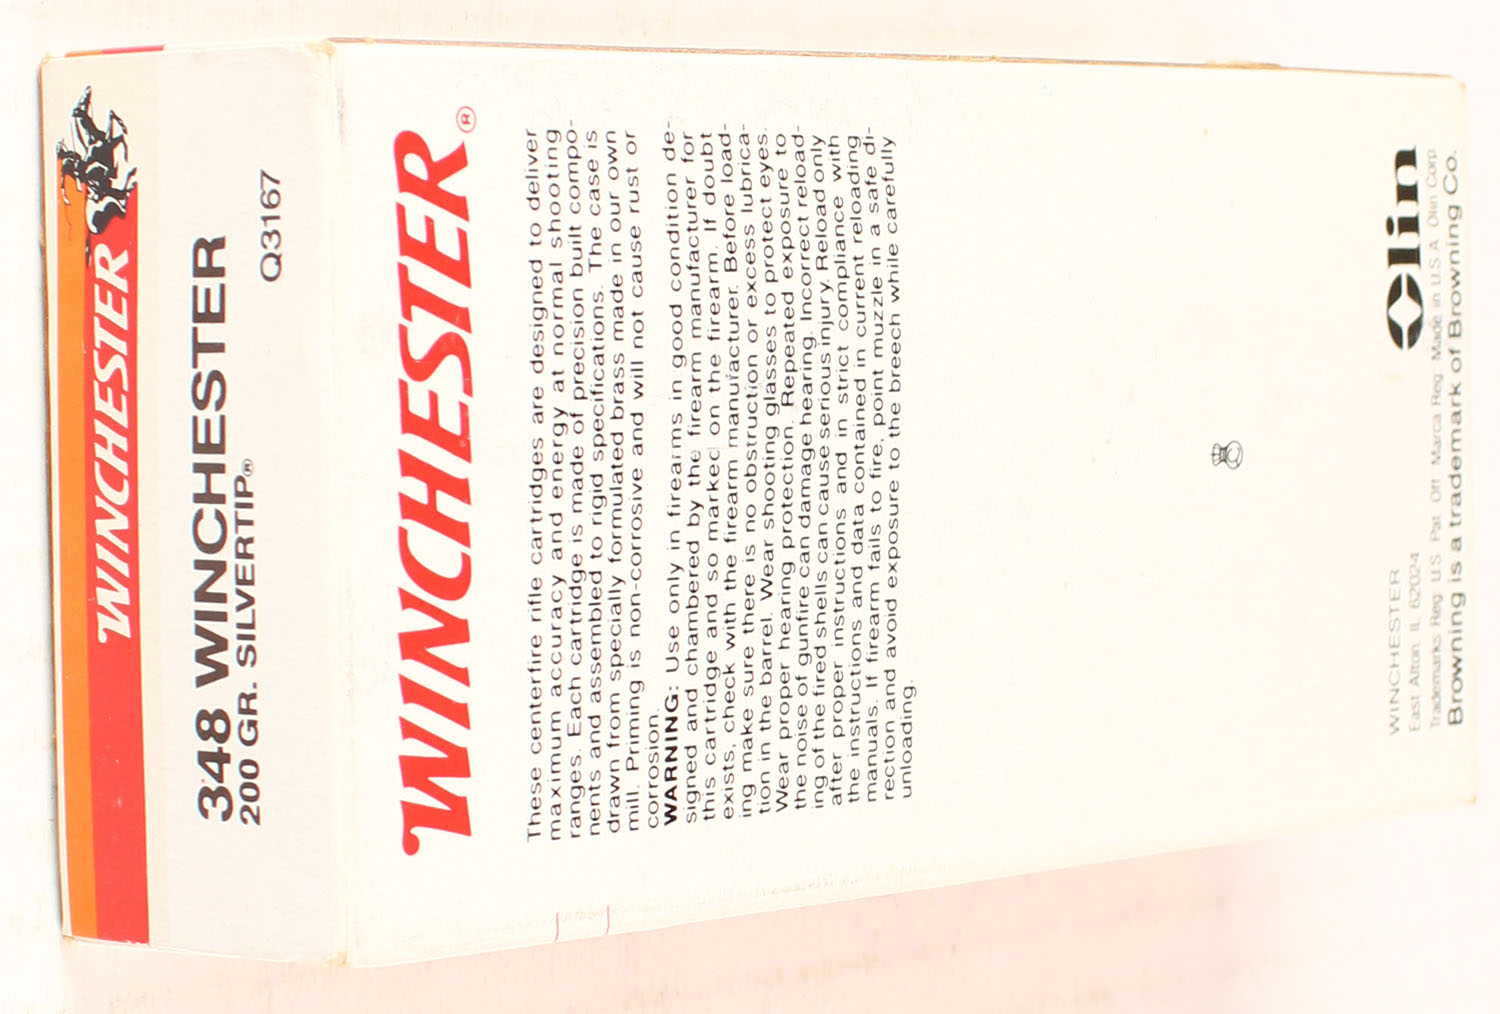 WINCHESTER
348 WINCHESTER
200 GR. SILVERTIP®
Q3167
WINCHESTER®
These centerfire rifle cartridges are designed to deliver
maximum accuracy and energy at normal shooting
ranges. Each cartridge is made of precision built compo-
nents and assembled to rigid specifications. The case is
drawn from specially formulated brass made in our own
mill. Priming is non-corrosive and will not cause rust or
corrosion.
WARNING: Use only in firearms in good condition de-
signed and chambered by the firearm manufacturer for
this cartridge and so marked on the firearm. If doubt
exists, check with the firearm manufacturer. Before load-
ing make sure there is no obstruction or excess lubrica-
tion in the barrel. Wear shooting glasses to protect eyes.
Wear proper hearing protection. Repeated exposure to
the noise of gunfire can damage hearing. Incorrect reload-
ing of the fired shells can cause serious injury. Reload only
after proper instructions and in strict compliance with
the instructions and data contained in current reloading
manuals. If firearm fails to fire, point muzzle in a safe di-
rection and avoid exposure to the breech while carefully
unloading.
WINCHESTER
East Alton, IL 62024
Trademarks Reg. U.S. Pat. Off. Marca Reg. Made in U.S.A. Olin Corp.
Browning is a trademark of Browning Co.
Olin